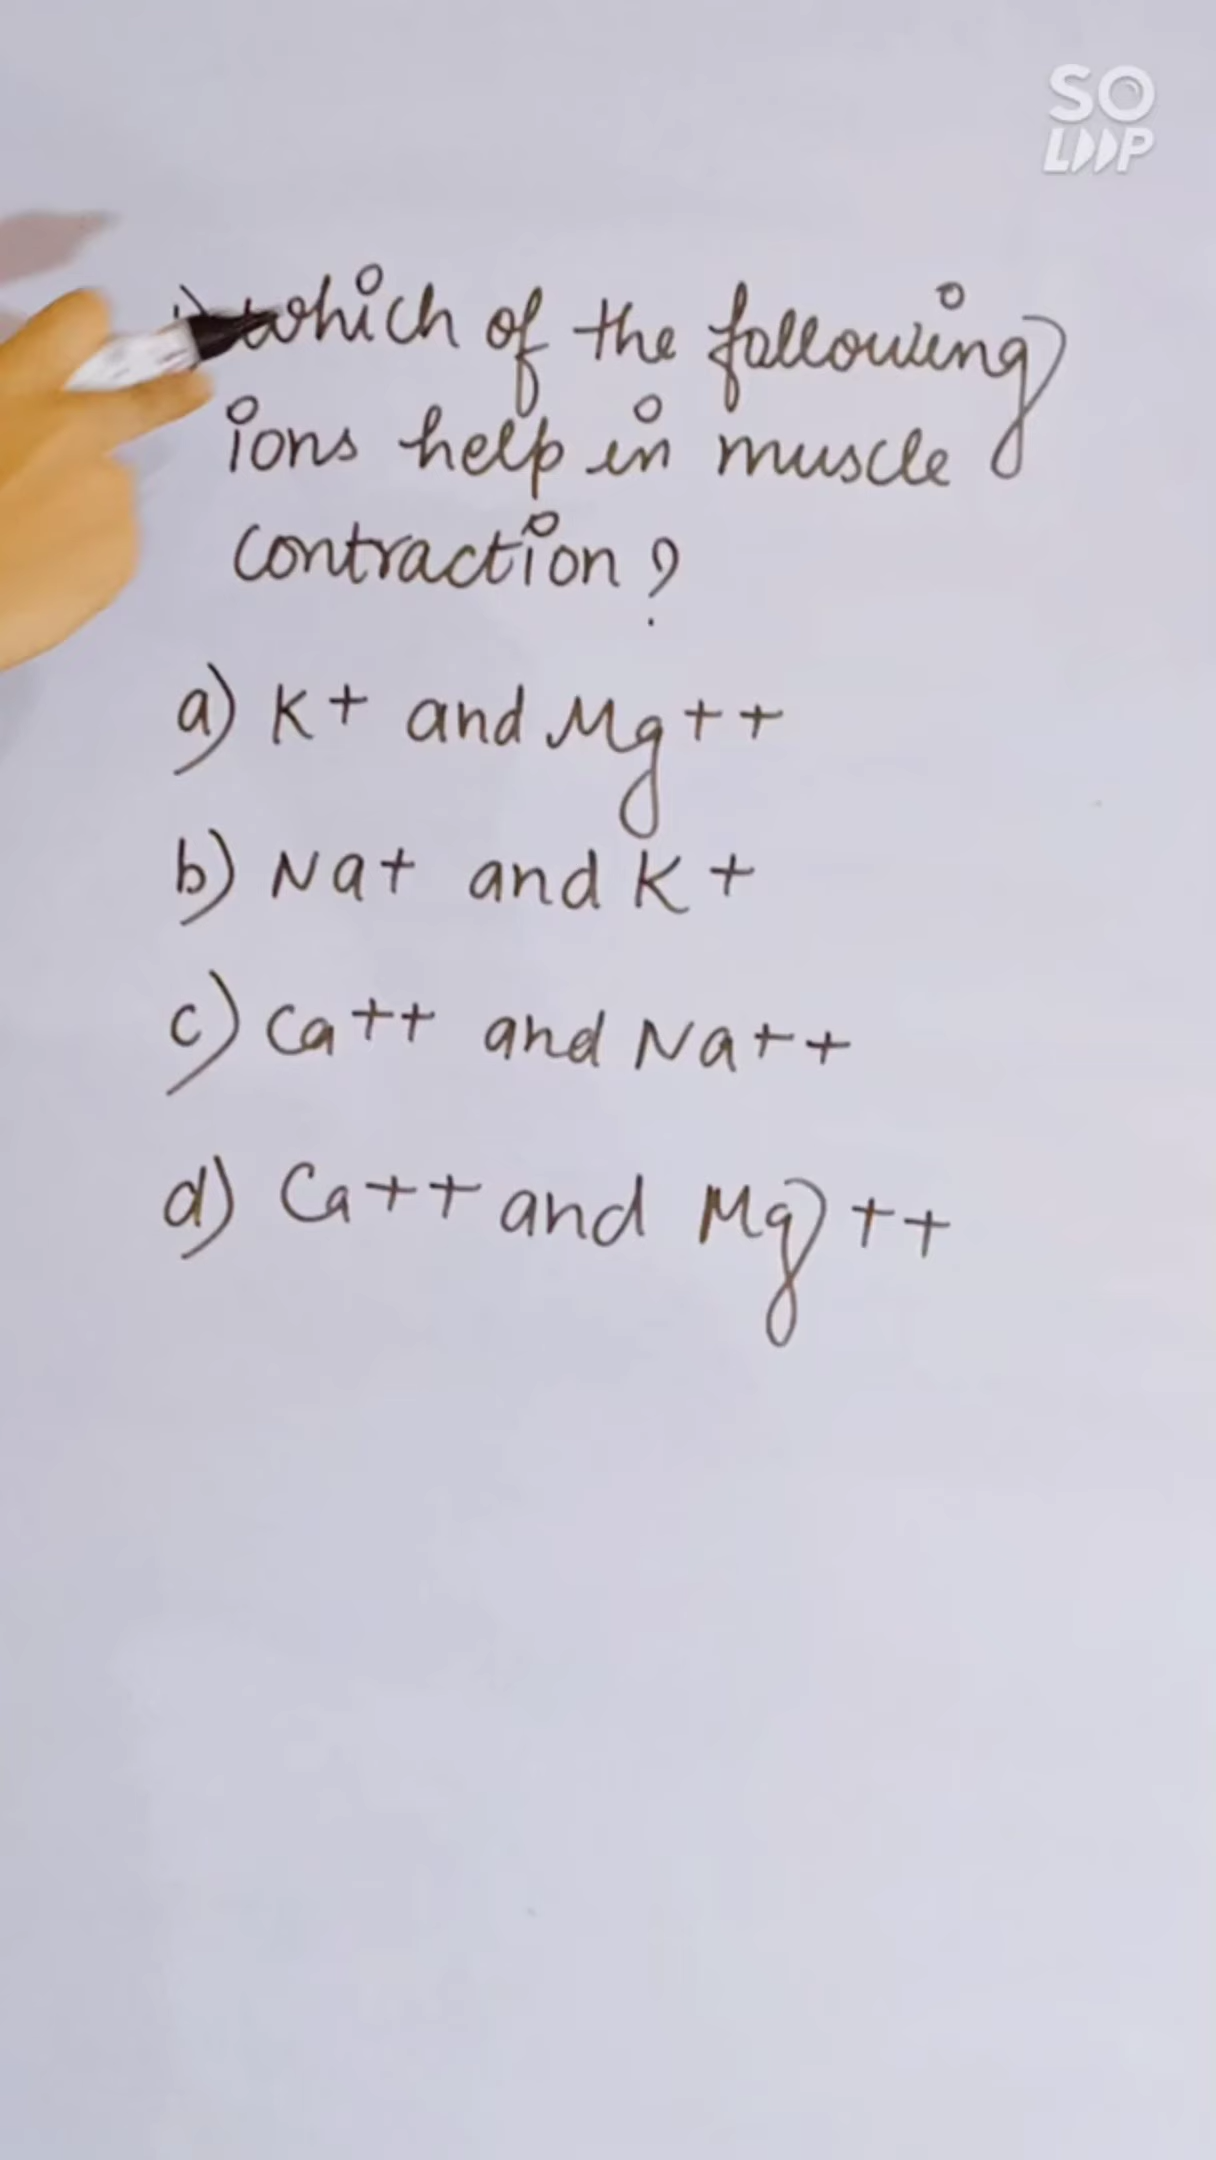 SO
LOOP
1) which of the following
ions help in muscle
contraction?
a) K+ and Mg++
b) Na+ and K+
c) Ca++ and Na++
d) Ca++ and Mg++